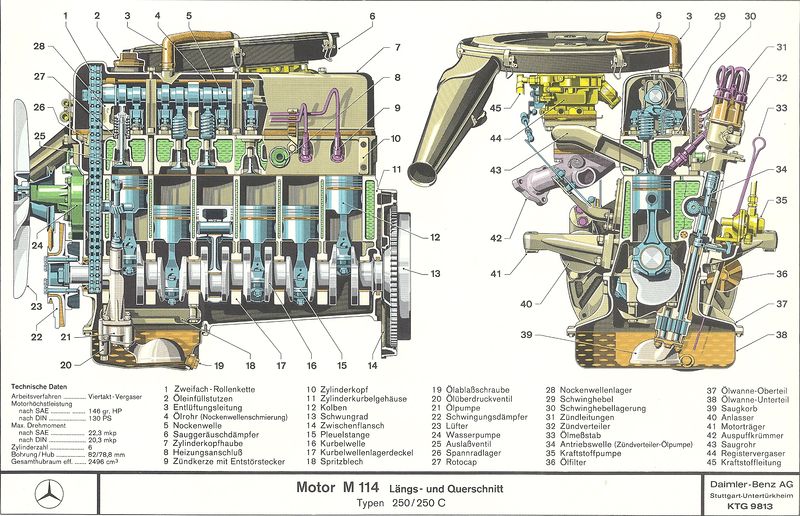 1
2
3
4
5
6
7
8
9
10
11
12
13
14
15
16
17
18
19
20
21
22
23
24
25
26
27
28
6
3
29
30
31
32
33
34
35
36
37
38
39
40
41
42
43
44
45
Technische Daten
Arbeitsverfahren Viertakt-Vergaser
Motorhöchstleistung
nach SAE 146 gr. HP
nach DIN 130 PS
Max. Drehmoment
nach SAE 22,3 mkp
nach DIN 20,3 mkp
Zylinderzahl 6
Bohrung/Hub 82/78,8 mm
Gesamthubraum eff. 2496 cm³
1 Zweifach-Rollenkette
2 Öleinfüllstutzen
3 Entlüftungsleitung
4 Ölrohr (Nockenwellenschmierung)
5 Nockenwelle
6 Sauggeräuschdämpfer
7 Zylinderkopfhaube
8 Heizungsanschluß
9 Zündkerze mit Entstörstecker
10 Zylinderkopf
11 Zylinderkurbelgehäuse
12 Kolben
13 Schwungrad
14 Zwischenflansch
15 Pleuelstange
16 Kurbelwelle
17 Kurbelwellenlagerdeckel
18 Spritzblech
19 Ölablaßschraube
20 Ölüberdruckventil
21 Ölpumpe
22 Schwingungsdämpfer
23 Lüfter
24 Wasserpumpe
25 Auslaßventil
26 Spannradlager
27 Rotocap
28 Nockenwellenlager
29 Schwinghebel
30 Schwinghebellagerung
31 Zündleitungen
32 Zündverteiler
33 Ölmeßstab
34 Antriebswelle (Zündverteiler-Ölpumpe)
35 Kraftstoffpumpe
36 Ölfilter
37 Ölwanne-Oberteil
38 Ölwanne-Unterteil
39 Saugkorb
40 Anlasser
41 Motorträger
42 Auspuffkrümmer
43 Saugrohr
44 Registervergaser
45 Kraftstoffleitung
Motor M 114 Längs- und Querschnitt
Typen 250/250 C
Daimler-Benz AG
Stuttgart-Untertürkheim
KTG 9813